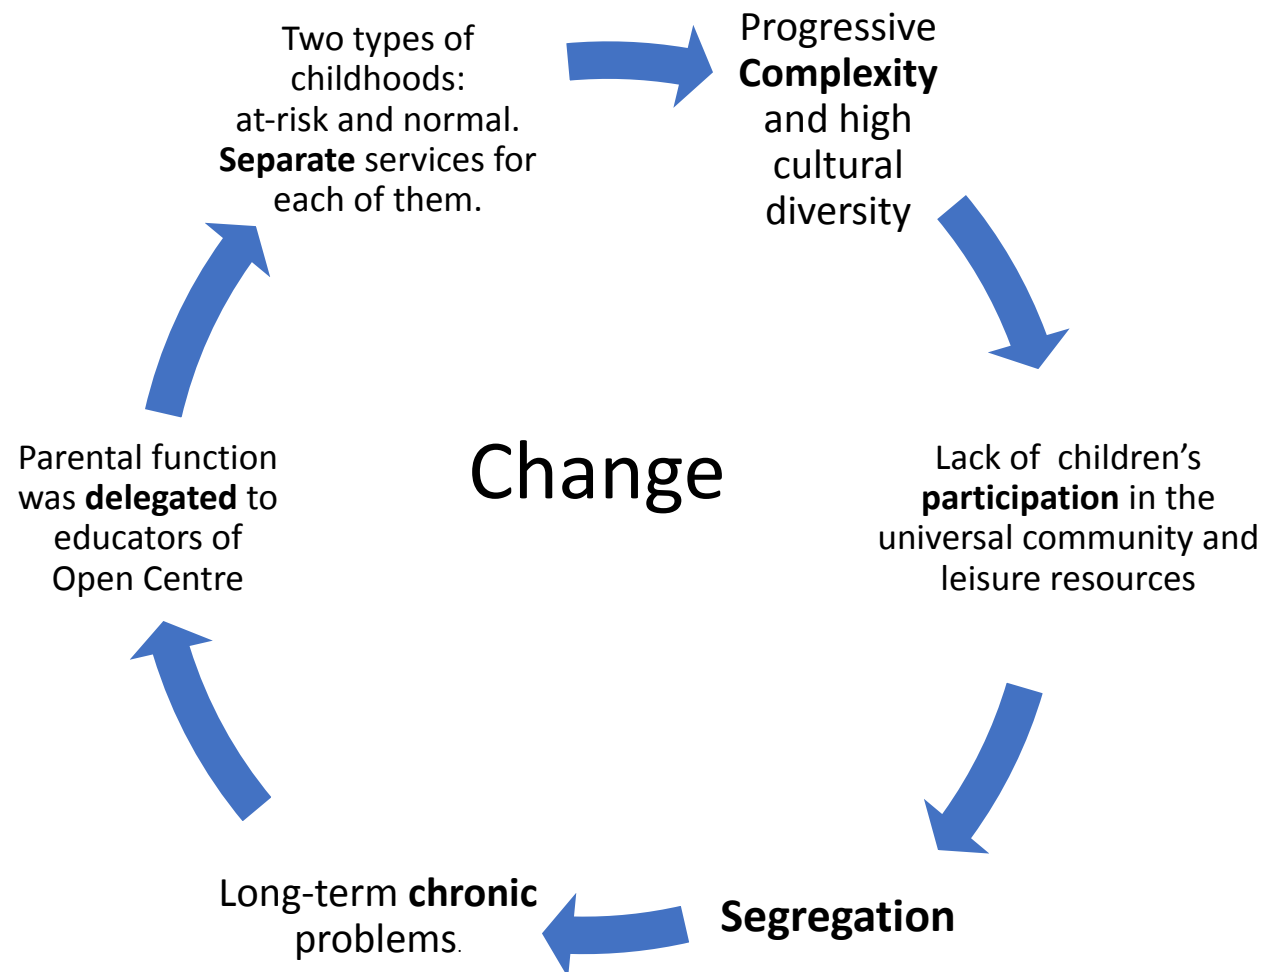 Two types of
childhoods:
at-risk and normal.
Separate services for
each of them.
Progressive
Complexity
and high
cultural
diversity
Lack of  children’s
participation in the
universal community and
leisure resources
Segregation
Long-term chronic
problems.
Parental function
was delegated to
educators of
Open Centre
Change